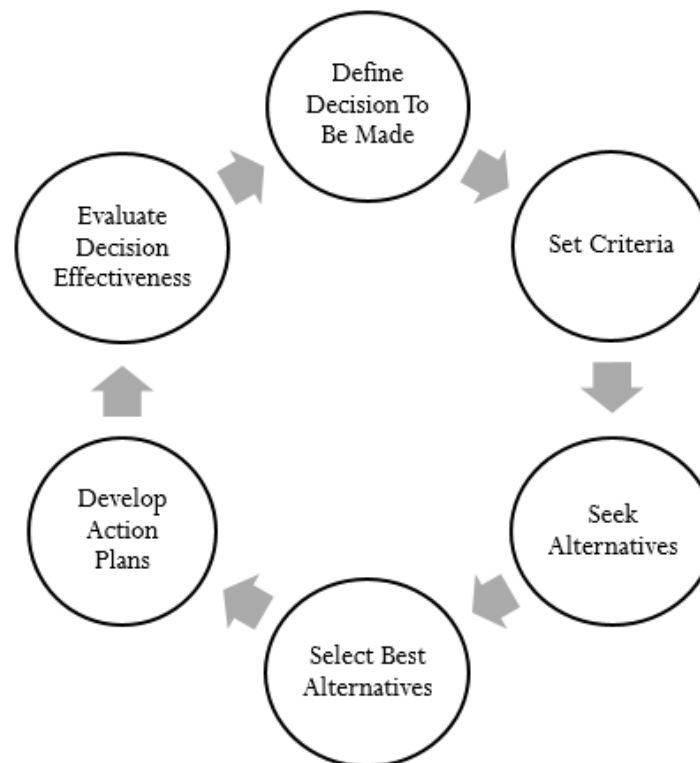 Define
Decision To
Be Made
Set Criteria
Seek
Alternatives
Select Best
Alternatives
Develop
Action
Plans
Evaluate
Decision
Effectiveness